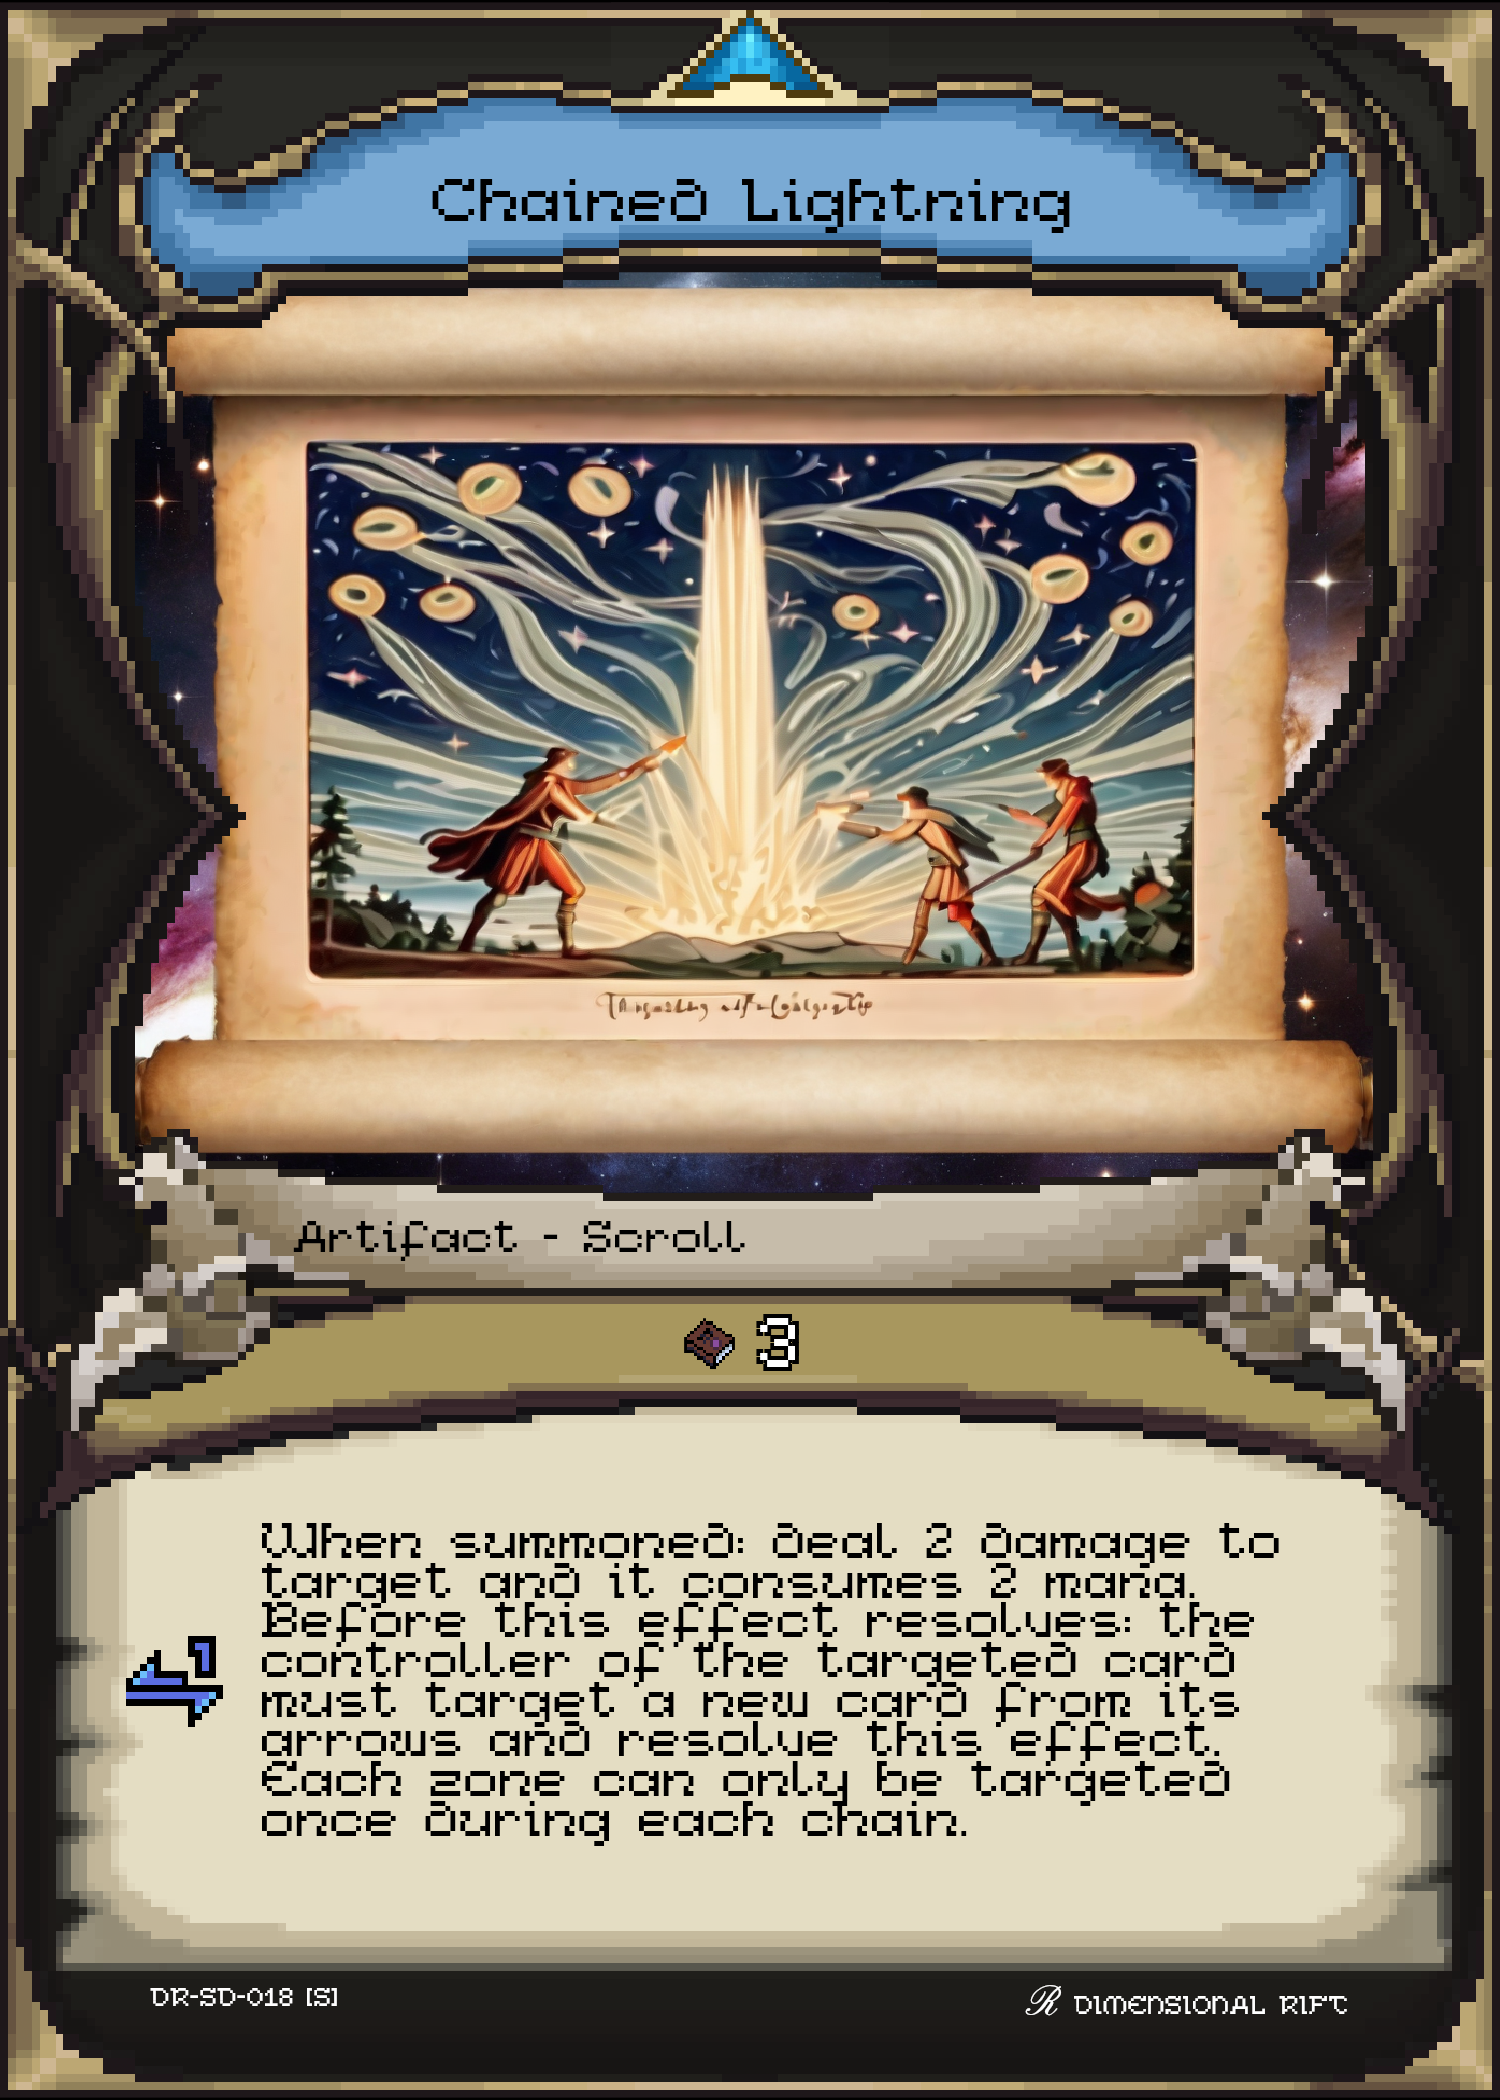 Chained Lightning
Artifact - Scroll
3
When summoned: deal 2 damage to
target and it consumes 2 mana.
Before this effect resolves: the
controller of the targeted card
must target a new card from its
arrows and resolve this effect.
Each zone can only be targeted
once during each chain.
1
DR-SD-018 [S]
R DIMENSIONAL RIFT